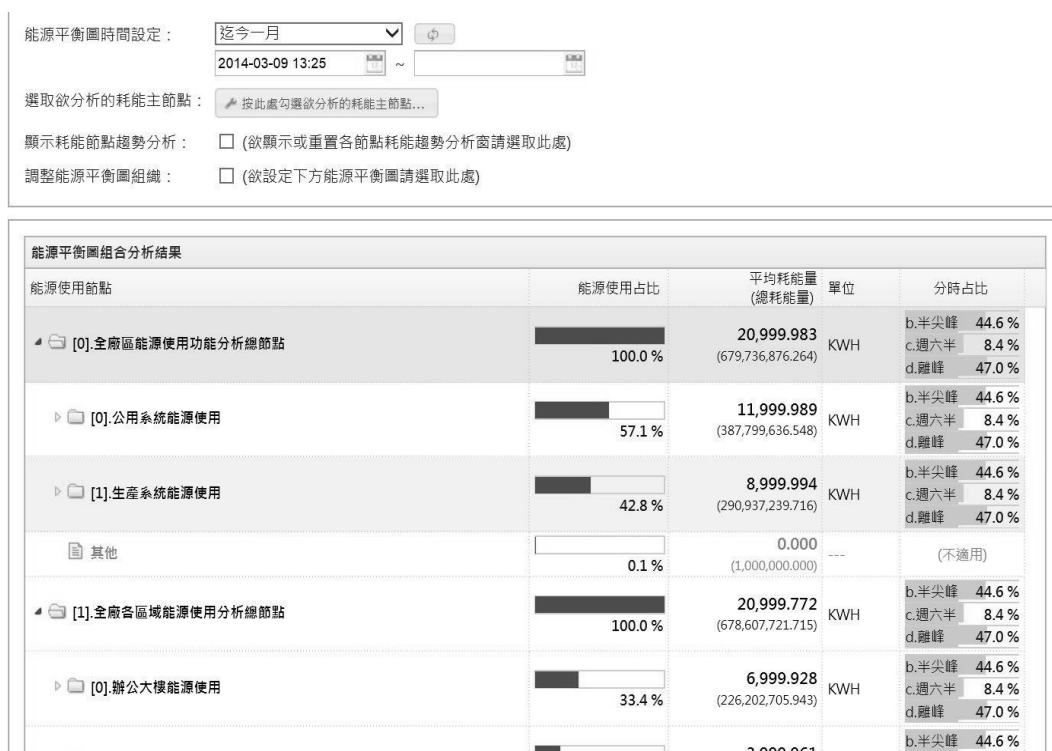 能源平衡圖時間設定：
迄今一月
2014-03-09 13:25 ~
選取欲分析的耗能主節點：
按此處勾選欲分析的耗能主節點...
顯示耗能節點趨勢分析： (欲顯示或重置各節點耗能趨勢分析窗請選取此處)
調整能源平衡圖組織： (欲設定下方能源平衡圖請選取此處)
能源平衡圖組合分析結果
能源使用節點 能源使用占比 平均耗能量 (總耗能量) 單位 分時占比
[0].全廠區能源使用功能分析總節點 100.0 % 20,999.983 (679,736,876.264) KWH
b.半尖峰 44.6 %
c.週六半 8.4 %
d.離峰 47.0 %
[0].公用系統能源使用 57.1 % 11,999.989 (387,799,636.548) KWH
b.半尖峰 44.6 %
c.週六半 8.4 %
d.離峰 47.0 %
[1].生產系統能源使用 42.8 % 8,999.994 (290,937,239.716) KWH
b.半尖峰 44.6 %
c.週六半 8.4 %
d.離峰 47.0 %
其他 0.1 % 0.000 (1,000,000.000) --- (不適用)
[1].全廠各區域能源使用分析總節點 100.0 % 20,999.772 (678,607,721.715) KWH
b.半尖峰 44.6 %
c.週六半 8.4 %
d.離峰 47.0 %
[0].辦公大樓能源使用 33.4 % 6,999.928 (226,202,705.943) KWH
b.半尖峰 44.6 %
c.週六半 8.4 %
d.離峰 47.0 %
b.半尖峰 44.6 %